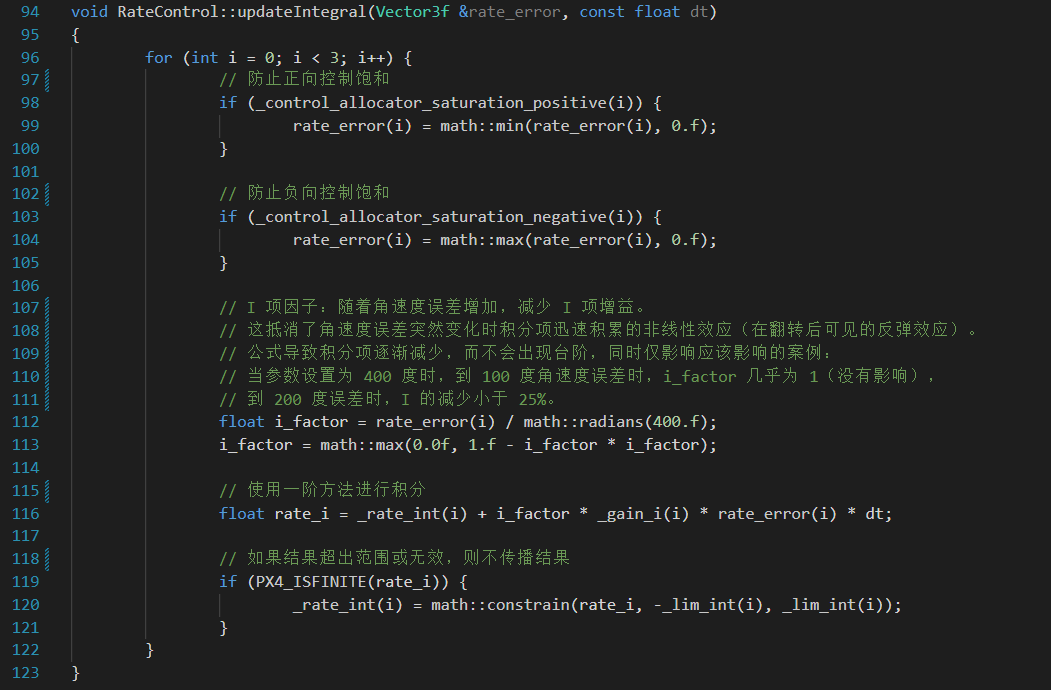 94 void RateControl::updateIntegral(Vector3f &rate_error, const float dt)
95 {
96 for (int i = 0; i < 3; i++) {
97 // 防止正向控制饱和
98 if (_control_allocator_saturation_positive(i)) {
99 rate_error(i) = math::min(rate_error(i), 0.f);
100 }
101
102 // 防止负向控制饱和
103 if (_control_allocator_saturation_negative(i)) {
104 rate_error(i) = math::max(rate_error(i), 0.f);
105 }
106
107 // I 项因子：随着角速度误差增加，减少 I 项增益。
108 // 这抵消了角速度误差突然变化时积分项迅速积累的非线性效应（在翻转后可见的反弹效应）。
109 // 公式导致积分项逐渐减少，而不会出现台阶，同时仅影响应该影响的案例：
110 // 当参数设置为 400 度时，到 100 度角速度误差时，i_factor 几乎为 1（没有影响），
111 // 到 200 度误差时，I 的减少小于 25%。
112 float i_factor = rate_error(i) / math::radians(400.f);
113 i_factor = math::max(0.0f, 1.f - i_factor * i_factor);
114
115 // 使用一阶方法进行积分
116 float rate_i = _rate_int(i) + i_factor * _gain_i(i) * rate_error(i) * dt;
117
118 // 如果结果超出范围或无效，则不传播结果
119 if (PX4_ISFINITE(rate_i)) {
120 _rate_int(i) = math::constrain(rate_i, -_lim_int(i), _lim_int(i));
121 }
122 }
123 }